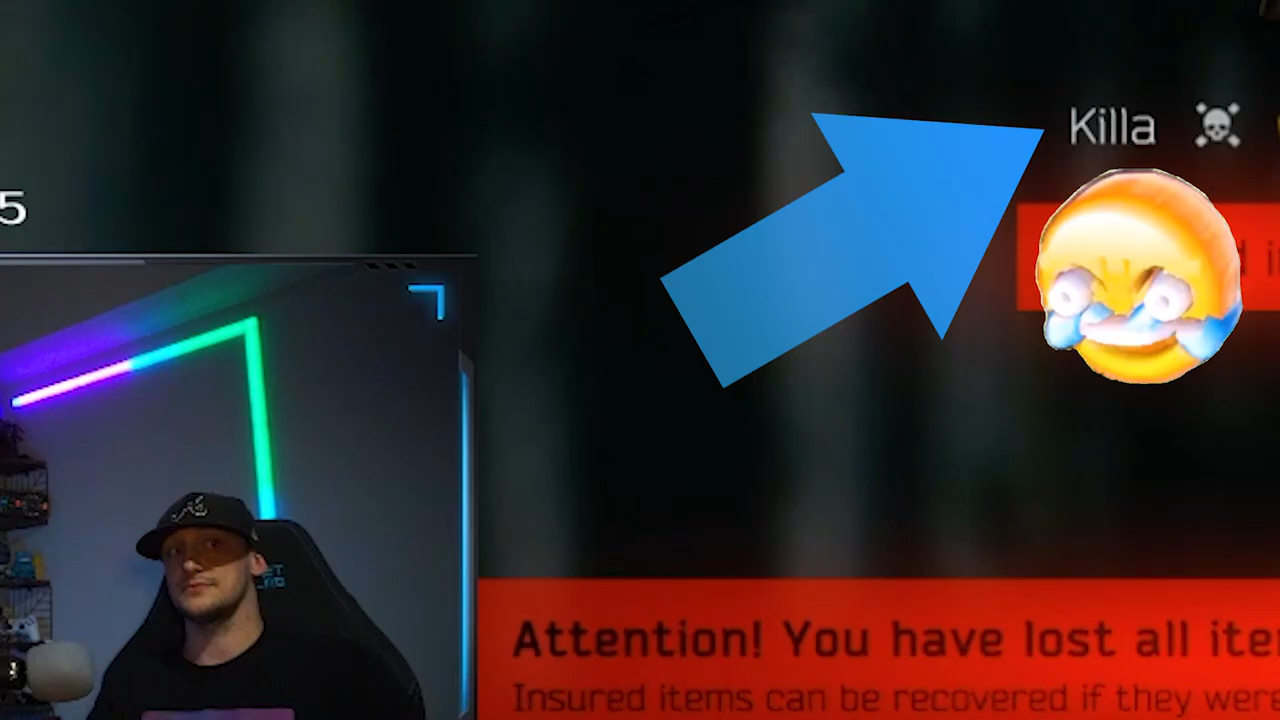 Killa
5
Attention! You have lost all ite
Insured items can be recovered if they were